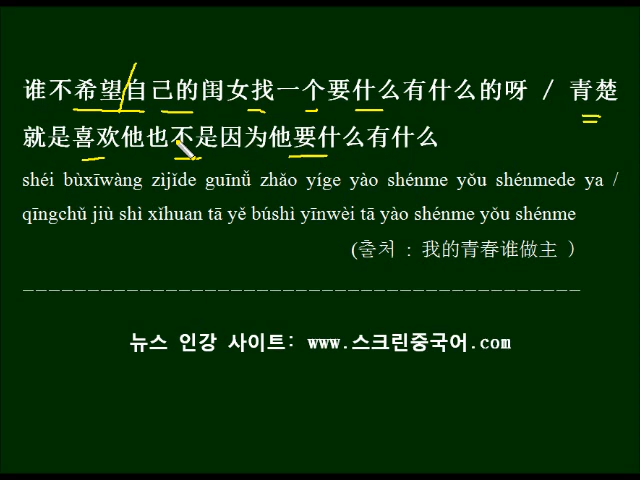 谁不希望自己的闺女找一个要什么有什么的呀 / 青楚
就是喜欢他也不是因为他要什么有什么
shéi bùxīwàng zìjǐde guīnǚ zhǎo yíge yào shénme yǒu shénmede ya /
qīngchǔ jiù shì xǐhuan tā yě búshì yīnwèi tā yào shénme yǒu shénme
(출처 : 我的青春谁做主 )
뉴스 인강 사이트: www.스크린중국어.com